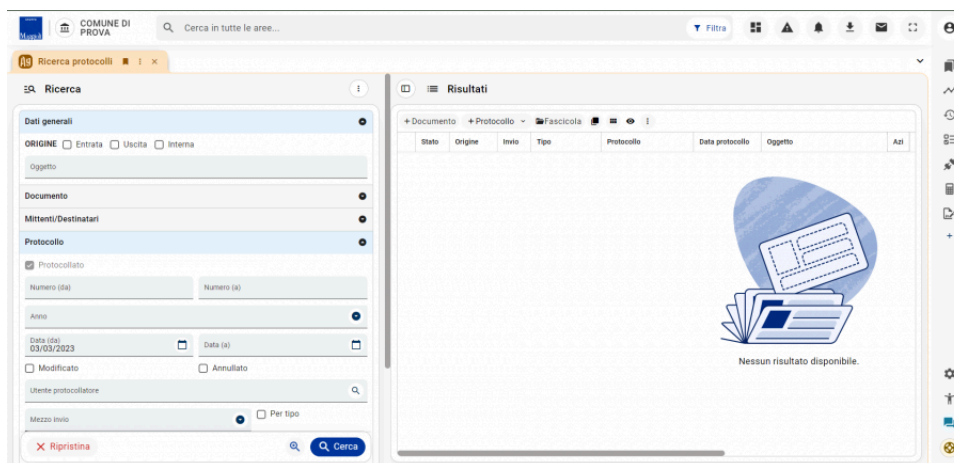 Maggioli
COMUNE DI
PROVA
Cerca in tutte le aree...
Filtra
Ag Ricerca protocolli
Ricerca
Risultati
Dati generali
ORIGINE Entrata Uscita Interna
Oggetto
Documento
Mittenti/Destinatari
Protocollo
Protocollato
Numero (da) Numero (a)
Anno
Data (da)
03/03/2023
Data (a)
Modificato Annullato
Utente protocollatore
Mezzo invio
Per tipo
Ripristina
Cerca
+Documento +Protocollo Fascicola
Stato Origine Invio Tipo Protocollo Data protocollo Oggetto Azi
Nessun risultato disponibile.